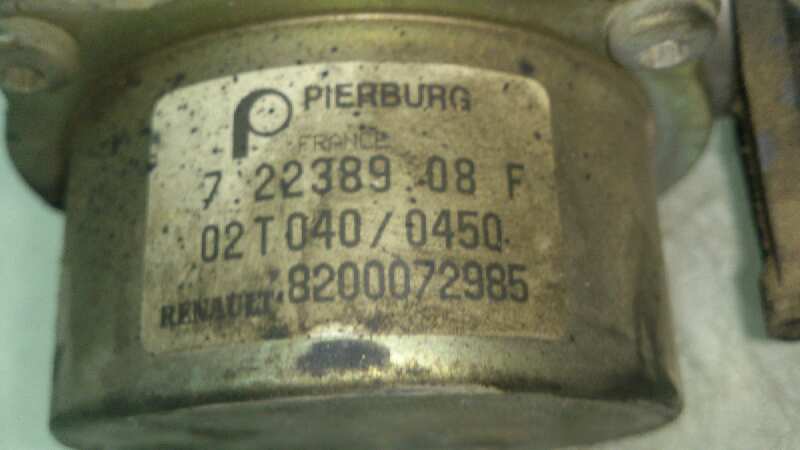 PIERBURG
FRANCE
7 22389 08 F
02T040/0450
RENAULT 8200072985